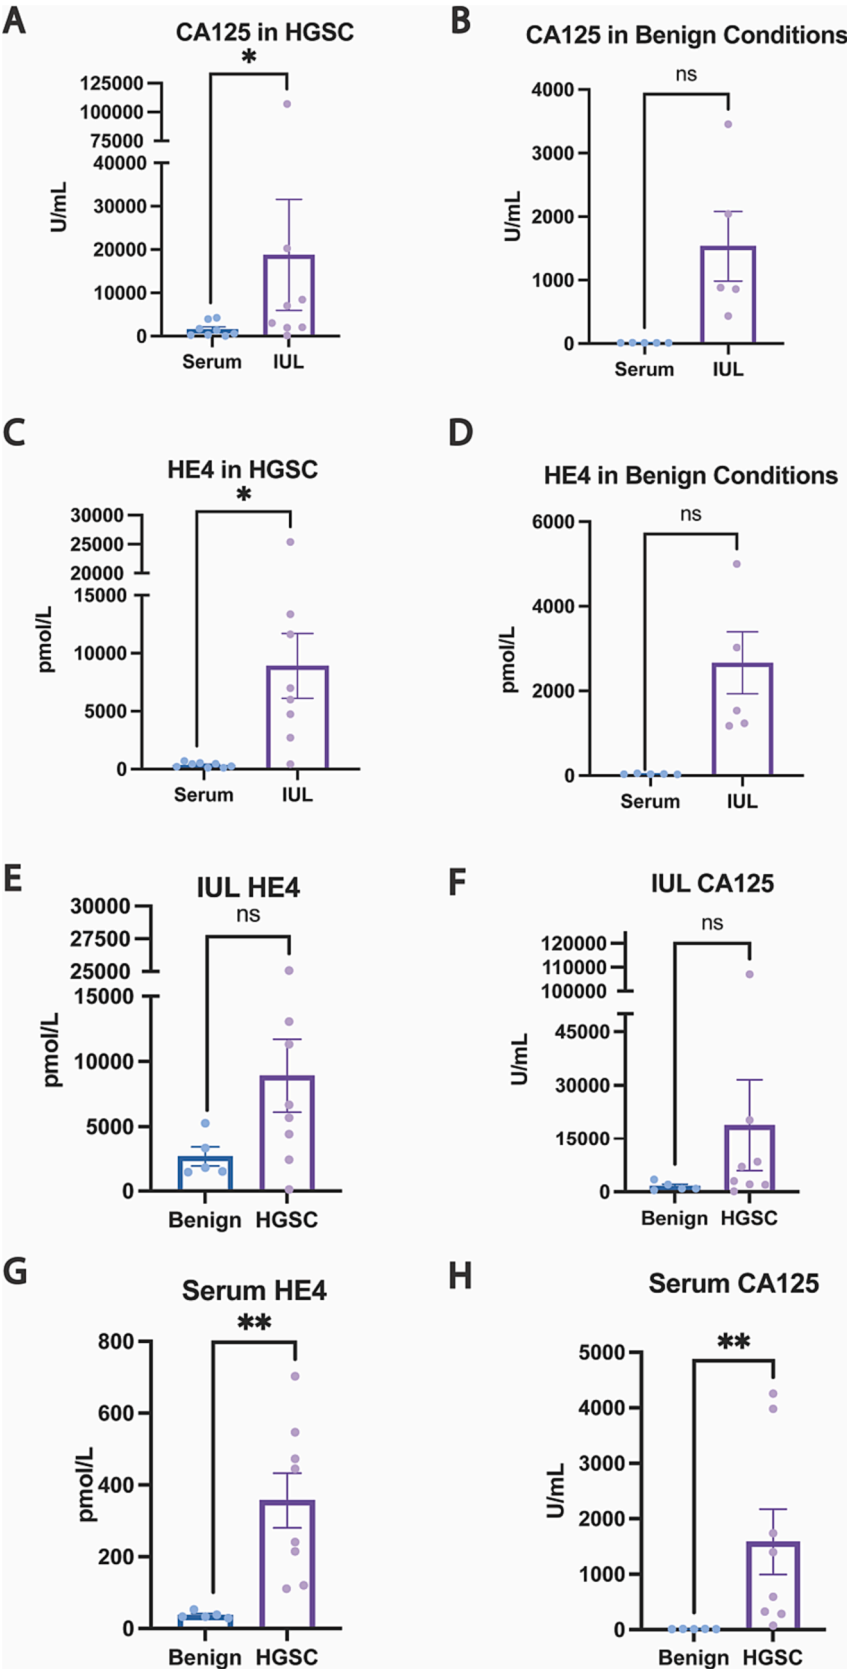 A
CA125 in HGSC
*
125000
100000
75000
40000
30000
20000
10000
0
U/mL
Serum
IUL
B
CA125 in Benign Conditions
ns
4000
3000
2000
1000
0
U/mL
Serum
IUL
C
HE4 in HGSC
*
30000
25000
20000
15000
10000
5000
0
pmol/L
Serum
IUL
D
HE4 in Benign Conditions
ns
6000
4000
2000
0
pmol/L
Serum
IUL
E
IUL HE4
ns
30000
27500
25000
15000
10000
5000
0
pmol/L
Benign
HGSC
F
IUL CA125
ns
120000
110000
100000
45000
30000
15000
0
U/mL
Benign
HGSC
G
Serum HE4
**
800
600
400
200
0
pmol/L
Benign
HGSC
H
Serum CA125
**
5000
4000
3000
2000
1000
0
U/mL
Benign
HGSC